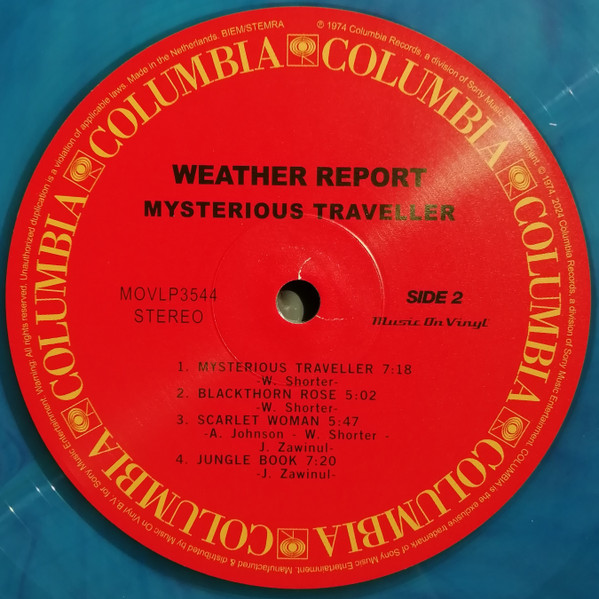 WEATHER REPORT
MYSTERIOUS TRAVELLER
MOVLP3544
STEREO
SIDE 2
Music On Vinyl
1. MYSTERIOUS TRAVELLER 7:18
-W. Shorter-
2. BLACKTHORN ROSE 5:02
-W. Shorter-
3. SCARLET WOMAN 5:47
-A. Johnson - W. Shorter -
J. Zawinul-
4. JUNGLE BOOK 7:20
-J. Zawinul-
COLUMBIA COLUMBIA COLUMBIA COLUMBIA COLUMBIA COLUMBIA COLUMBIA COLUMBIA
℗ 1974 Columbia Records, a division of Sony Music Entertainment. © 1974, 2024 Columbia Records, a division of Sony Music Entertainment. COLUMBIA is the exclusive trademark of Sony Music Entertainment. Manufactured & distributed by Music On Vinyl B.V. for Sony Music Entertainment. Warning: All rights reserved. Unauthorized duplication is a violation of applicable laws. Made in the Netherlands. BIEM/STEMRA